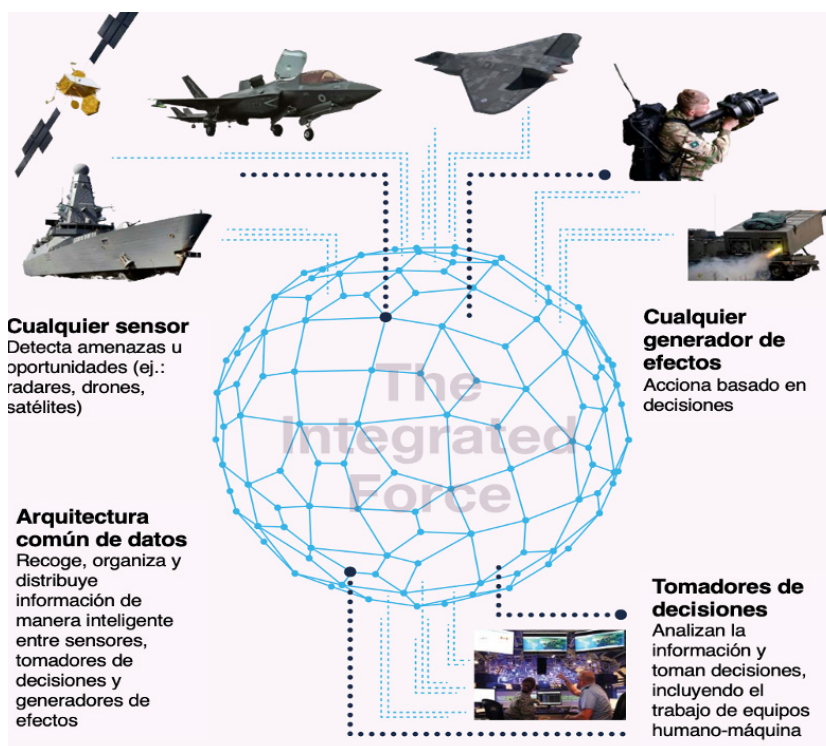 Cualquier sensor
Detecta amenazas u
oportunidades (ej.:
radares, drones,
satélites)
Cualquier
generador de
efectos
Acciona basado en
decisiones
The
Integrated
Force
Arquitectura
común de datos
Recoge, organiza y
distribuye
información de
manera inteligente
entre sensores,
tomadores de
decisiones y
generadores de
efectos
Tomadores de
decisiones
Analizan la
información y
toman decisiones,
incluyendo el
trabajo de equipos
humano-máquina